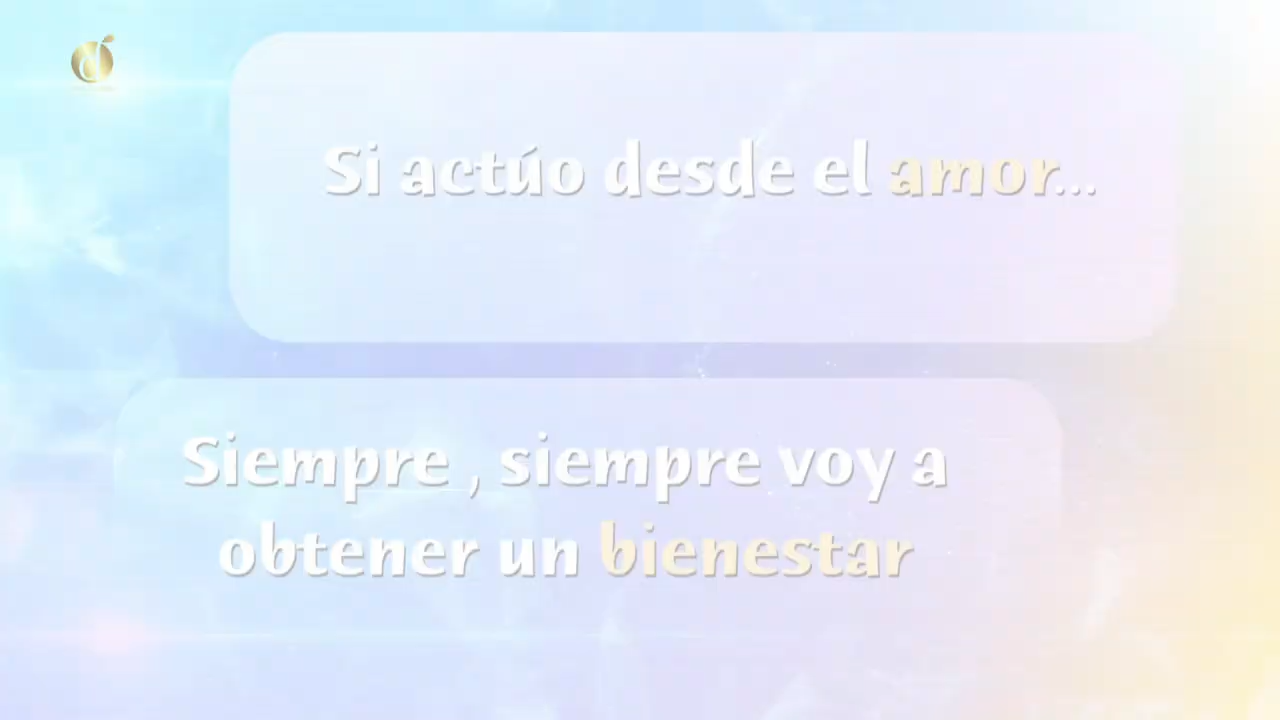 Si actúo desde el amor...
Siempre , siempre voy a
obtener un bienestar